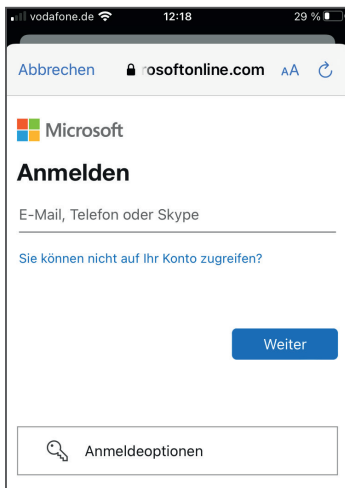 vodafone.de 12:18 29 %
Abbrechen rosoftonline.com AA
Microsoft
Anmelden
E-Mail, Telefon oder Skype
Sie können nicht auf Ihr Konto zugreifen?
Weiter
Anmeldeoptionen